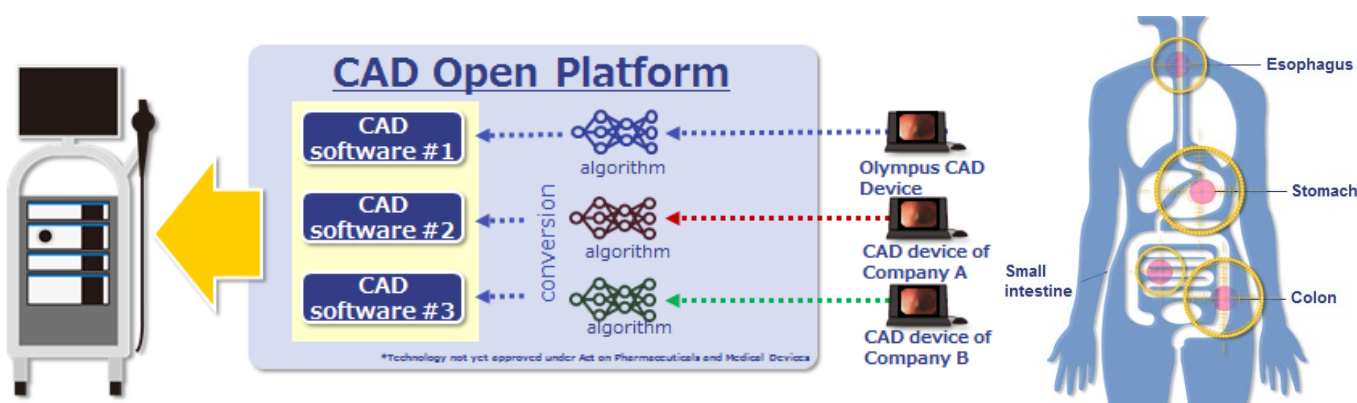 CAD Open Platform
CAD
software #1
algorithm
Olympus CAD
Device
CAD
software #2
conversion
algorithm
CAD device of
Company A
CAD
software #3
algorithm
CAD device of
Company B
*Technology not yet approved under Act on Pharmaceuticals and Medical Devices
Esophagus
Stomach
Small
intestine
Colon